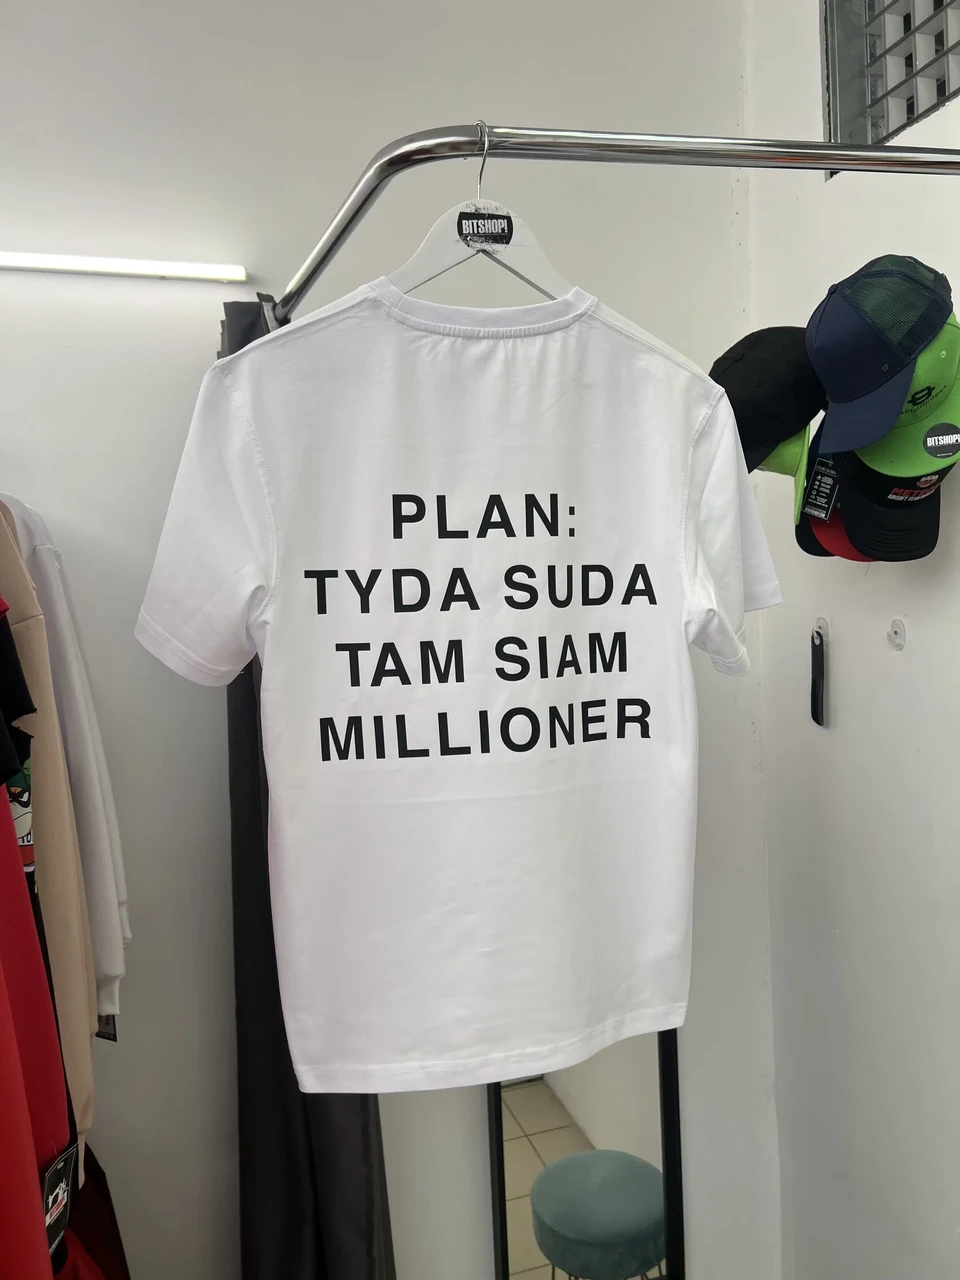 BITSHOP!
PLAN:
TYDA SUDA
TAM SIAM
MILLIONER
BITSHOP!